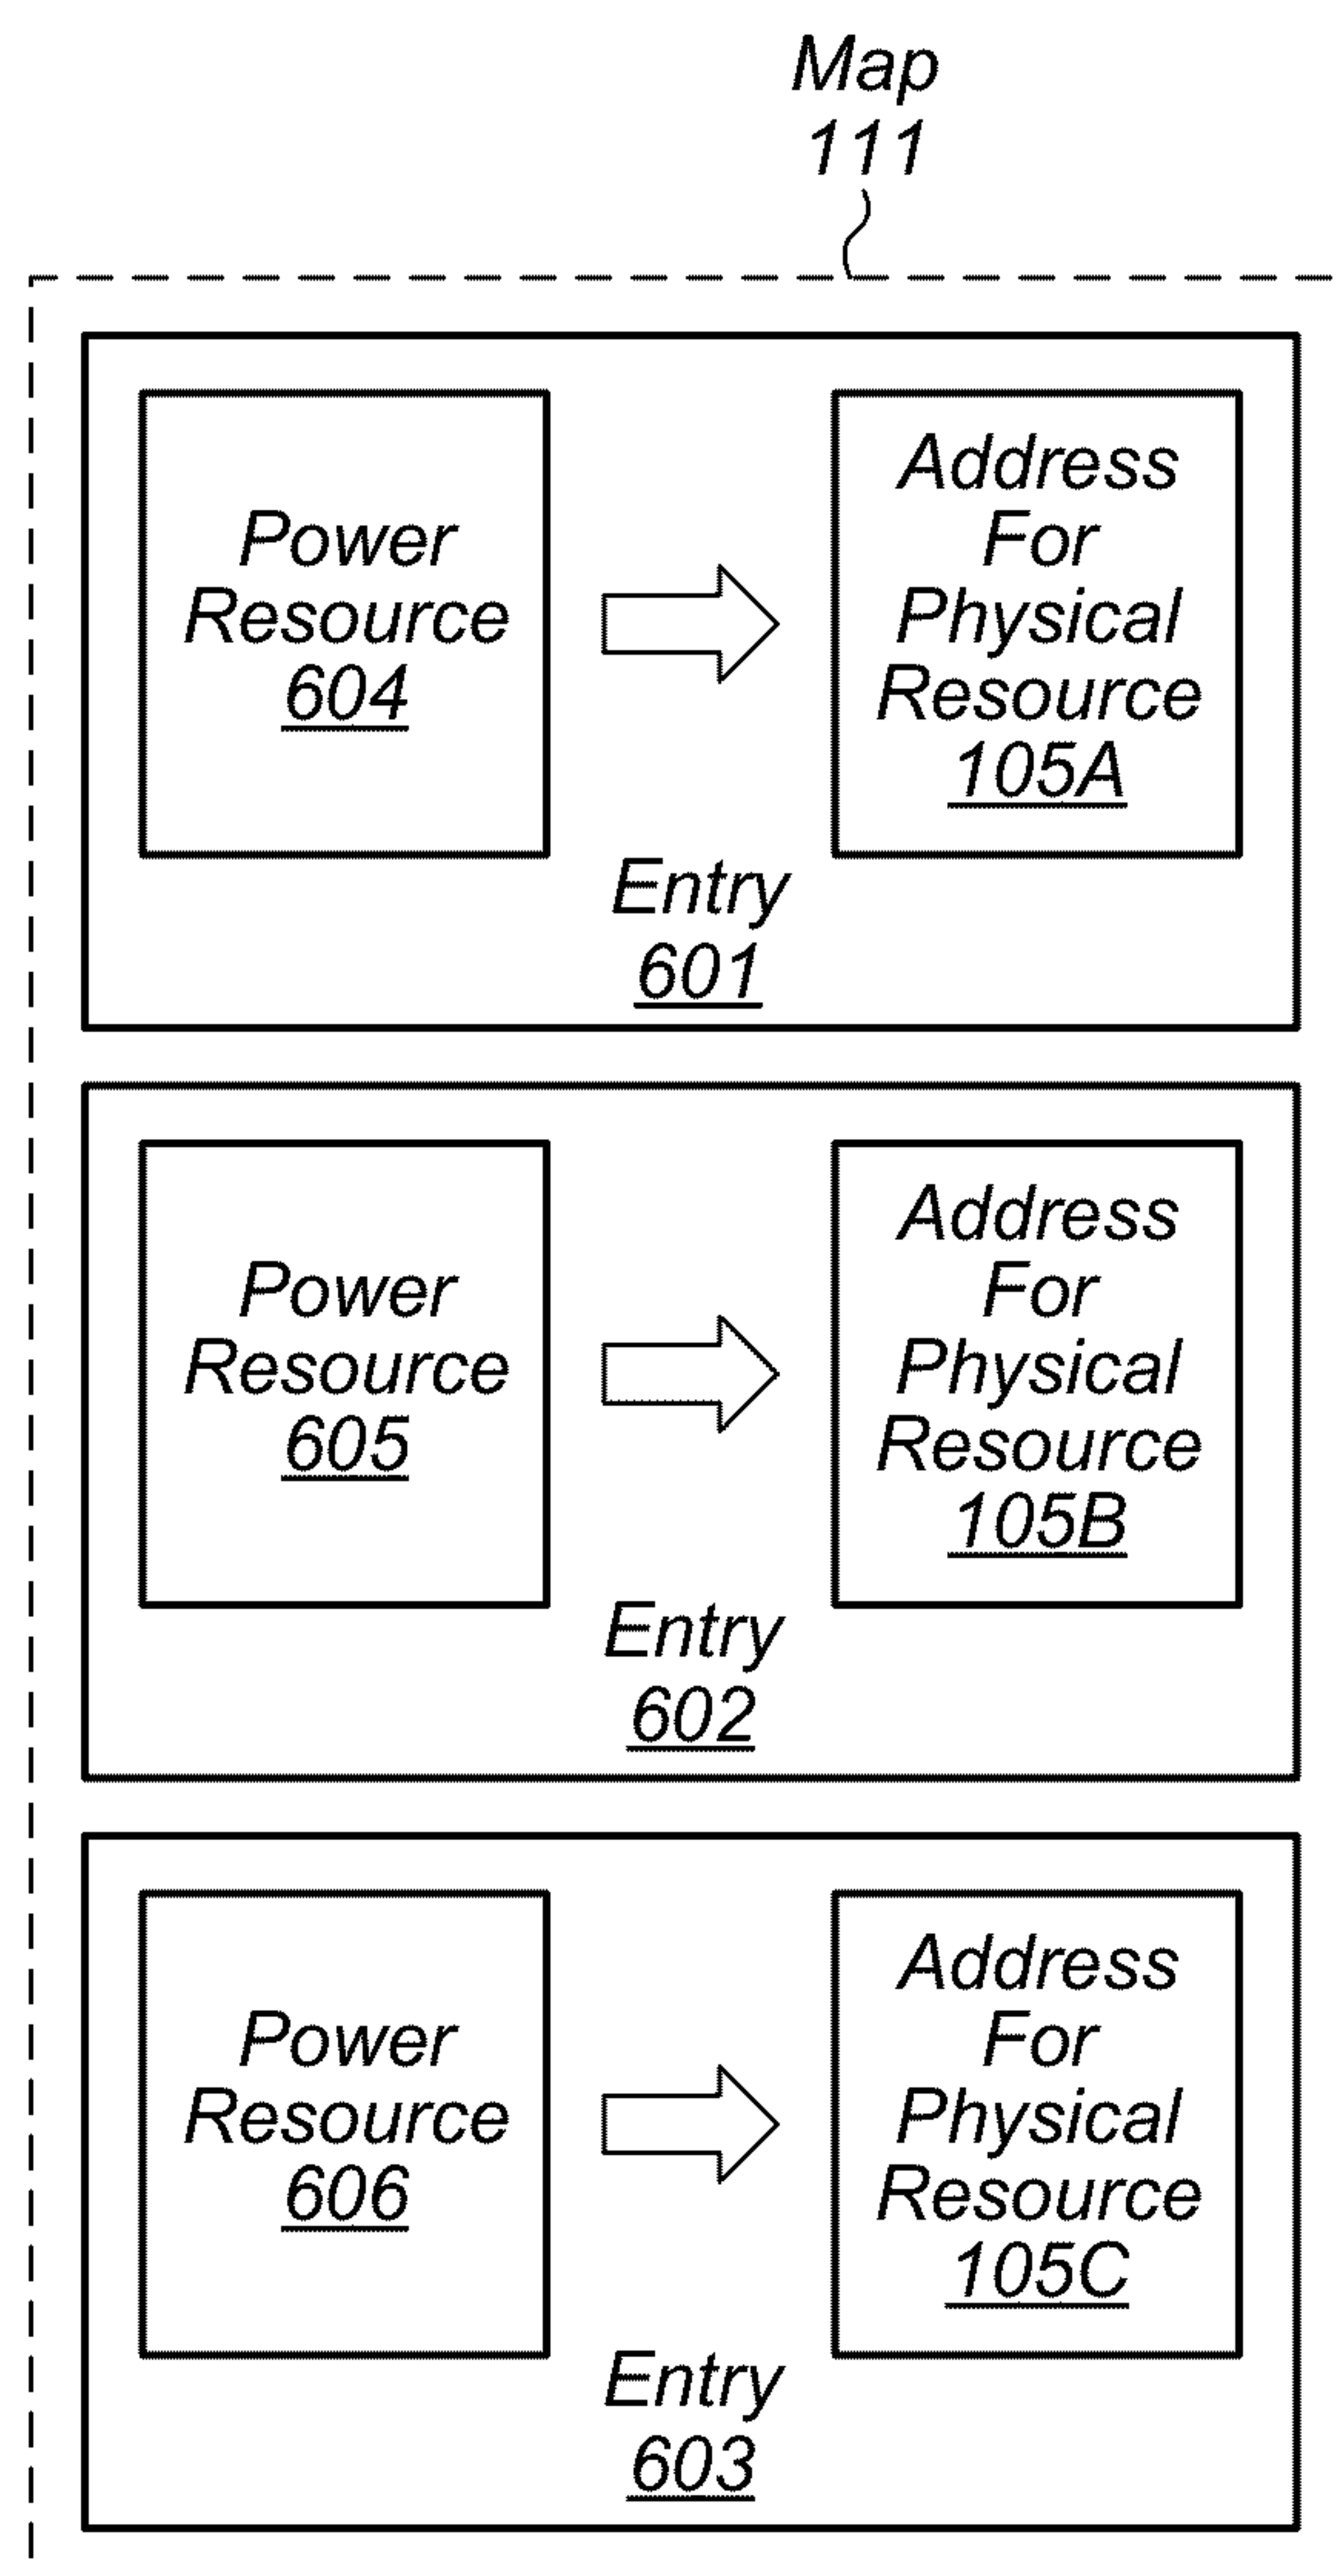 Map
111
Power
Resource
604
Address
For
Physical
Resource
105A
Entry
601
Power
Resource
605
Address
For
Physical
Resource
105B
Entry
602
Power
Resource
606
Address
For
Physical
Resource
105C
Entry
603